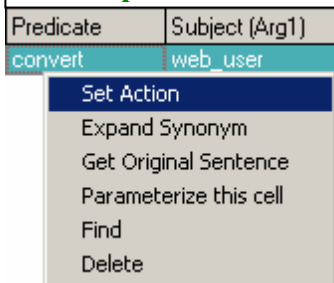 Predicate Subject (Arg1)
convert web_user
Set Action
Expand Synonym
Get Original Sentence
Parameterize this cell
Find
Delete